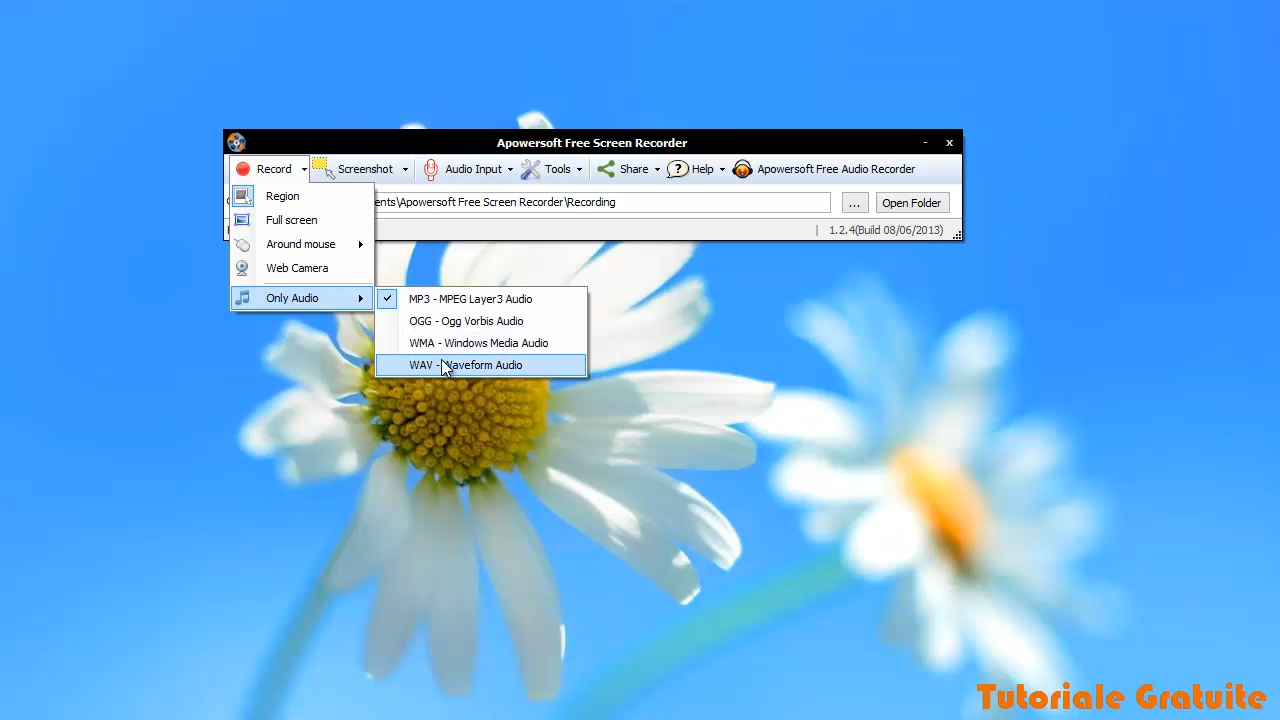 Apowersoft Free Screen Recorder
- x
Record Screenshot Audio Input Tools Share Help Apowersoft Free Audio Recorder
ents\Apowersoft Free Screen Recorder\Recording ... Open Folder
1.2.4(Build 08/06/2013)
Region
Full screen
Around mouse
Web Camera
Only Audio
MP3 - MPEG Layer3 Audio
OGG - Ogg Vorbis Audio
WMA - Windows Media Audio
WAV - Waveform Audio
Tutoriale Gratuite